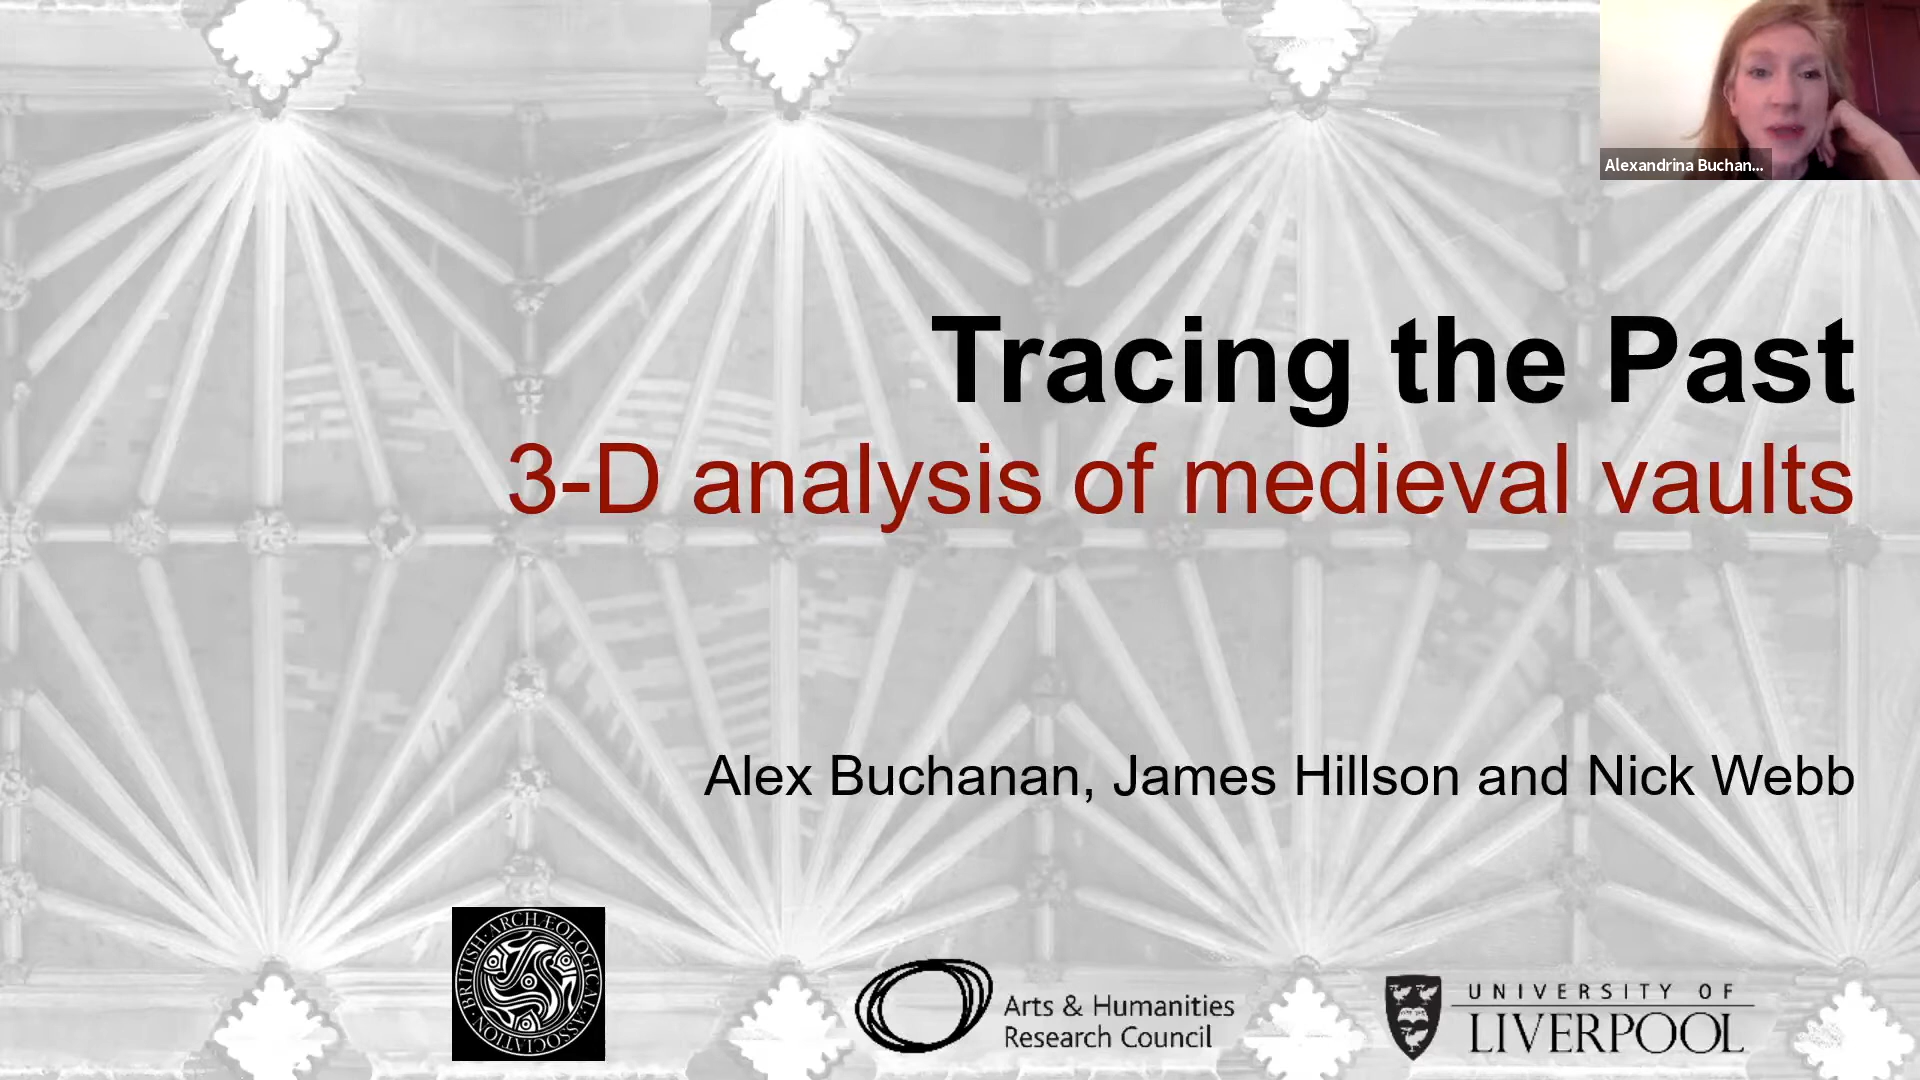 Alexandrina Buchan...
Tracing the Past
3-D analysis of medieval vaults
Alex Buchanan, James Hillson and Nick Webb
BRITISH·ARCHÆOLOGICAL·ASSOCIATION·
Arts & Humanities
Research Council
UNIVERSITY OF
LIVERPOOL